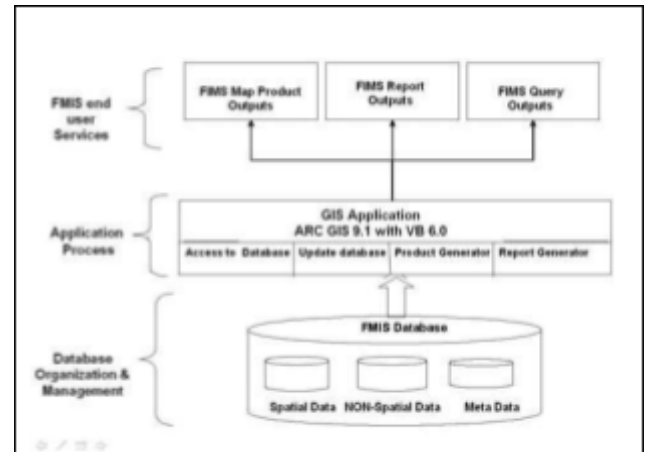 FMIS end
user
Services
FIMS Map Product
Outputs
FIMS Report
Outputs
FIMS Query
Outputs
Application
Process
GIS Application
ARC GIS 9.1 with VB 6.0
Access to Database
Update database
Product Generator
Report Generator
Database
Organization &
Management
FMIS Database
Spatial Data
NON-Spatial Data
Meta Data